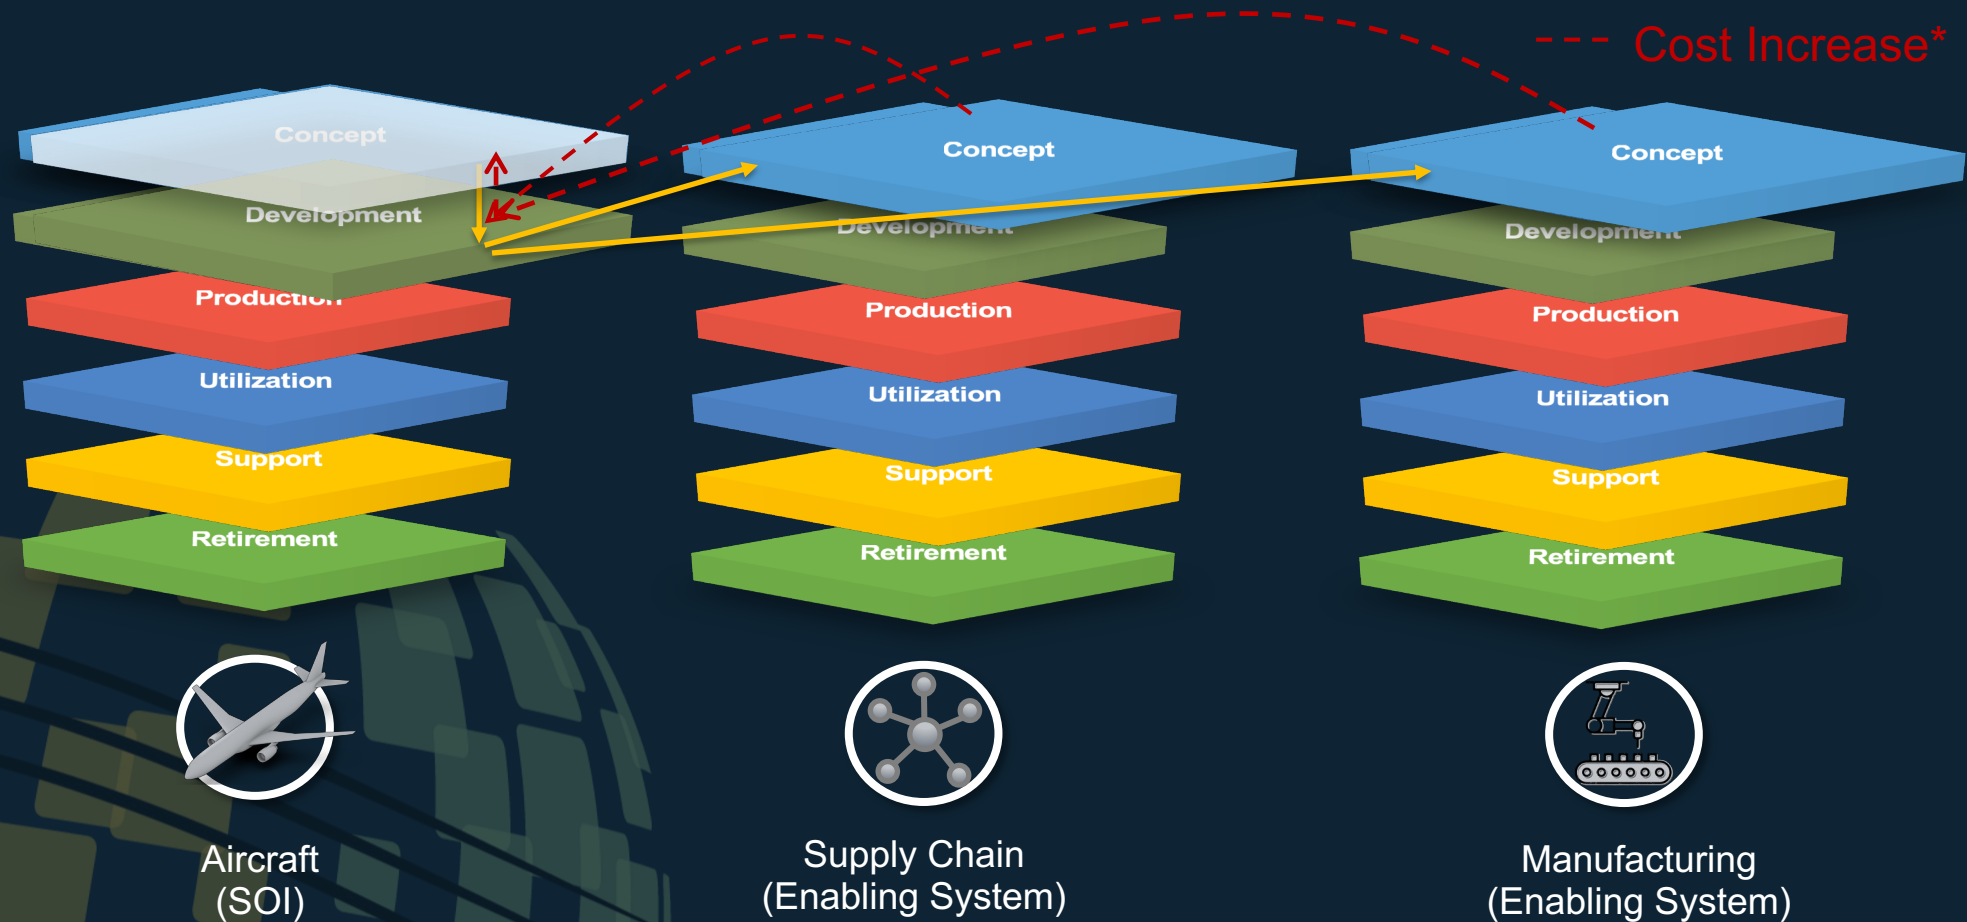 Cost Increase*
Concept
Development
Production
Utilization
Support
Retirement
Aircraft
(SOI)
Concept
Development
Production
Utilization
Support
Retirement
Supply Chain
(Enabling System)
Concept
Development
Production
Utilization
Support
Retirement
Manufacturing
(Enabling System)